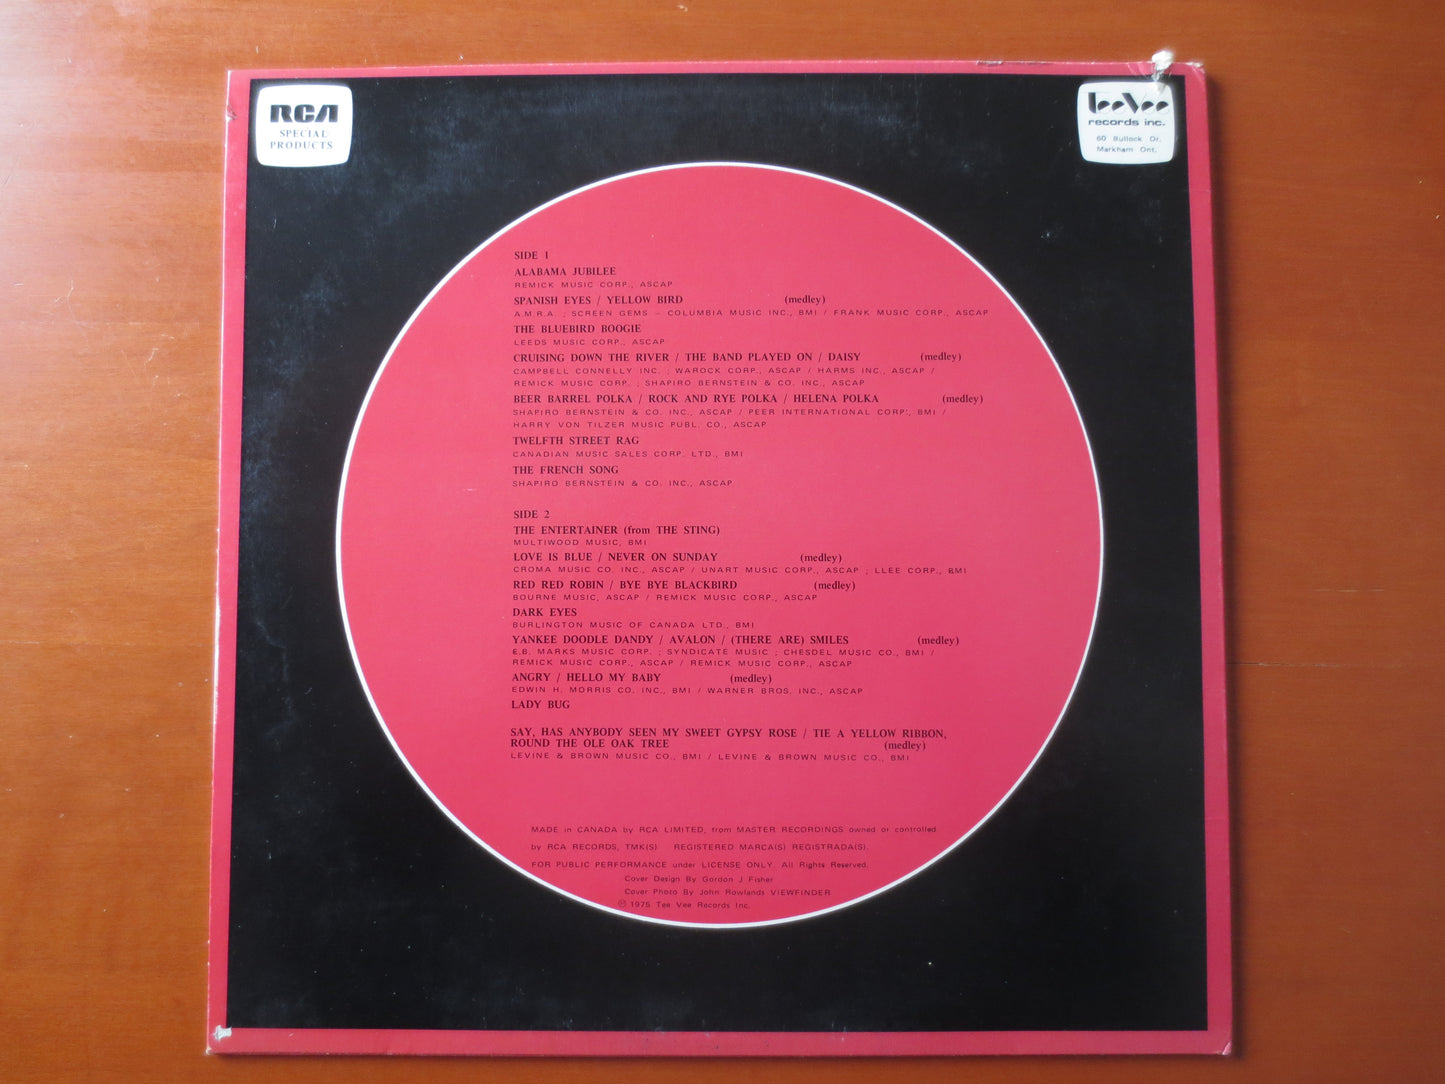 RCA
SPECIAL
PRODUCTS
TeeVee
records inc.
60 Bullock Dr.
Markham Ont.
SIDE 1
ALABAMA JUBILEE
REMICK MUSIC CORP., ASCAP
SPANISH EYES / YELLOW BIRD (medley)
A.M.R.A. ; SCREEN GEMS – COLUMBIA MUSIC INC., BMI / FRANK MUSIC CORP., ASCAP
THE BLUEBIRD BOOGIE
LEEDS MUSIC CORP., ASCAP
CRUISING DOWN THE RIVER / THE BAND PLAYED ON / DAISY (medley)
CAMPBELL CONNELLY INC. ; WAROCK CORP., ASCAP / HARMS INC., ASCAP /
REMICK MUSIC CORP. ; SHAPIRO BERNSTEIN & CO. INC., ASCAP
BEER BARREL POLKA / ROCK AND RYE POLKA / HELENA POLKA (medley)
SHAPIRO BERNSTEIN & CO. INC., ASCAP / PEER INTERNATIONAL CORP., BMI /
HARRY VON TILZER MUSIC PUBL. CO., ASCAP
TWELFTH STREET RAG
CANADIAN MUSIC SALES CORP. LTD., BMI
THE FRENCH SONG
SHAPIRO BERNSTEIN & CO. INC., ASCAP
SIDE 2
THE ENTERTAINER (from THE STING)
MULTIWOOD MUSIC, BMI
LOVE IS BLUE / NEVER ON SUNDAY (medley)
CROMA MUSIC CO. INC., ASCAP / UNART MUSIC CORP., ASCAP ; LLEE CORP., BMI
RED RED ROBIN / BYE BYE BLACKBIRD (medley)
BOURNE MUSIC, ASCAP / REMICK MUSIC CORP., ASCAP
DARK EYES
BURLINGTON MUSIC OF CANADA LTD., BMI
YANKEE DOODLE DANDY / AVALON / (THERE ARE) SMILES (medley)
E.B. MARKS MUSIC CORP. ; SYNDICATE MUSIC ; CHESDEL MUSIC CO., BMI /
REMICK MUSIC CORP., ASCAP / REMICK MUSIC CORP., ASCAP
ANGRY / HELLO MY BABY (medley)
EDWIN H. MORRIS CO. INC., BMI / WARNER BROS. INC., ASCAP
LADY BUG
SAY, HAS ANYBODY SEEN MY SWEET GYPSY ROSE / TIE A YELLOW RIBBON,
ROUND THE OLE OAK TREE (medley)
LEVINE & BROWN MUSIC CO., BMI / LEVINE & BROWN MUSIC CO., BMI
MADE in CANADA by RCA LIMITED, from MASTER RECORDINGS owned or controlled
by RCA RECORDS, TMK(S) REGISTERED MARCA(S) REGISTRADA(S).
FOR PUBLIC PERFORMANCE under LICENSE ONLY. All Rights Reserved.
Cover Design By Gordon J Fisher
Cover Photo By John Rowlands VIEWFINDER
Ⓟ 1975 Tee Vee Records Inc.